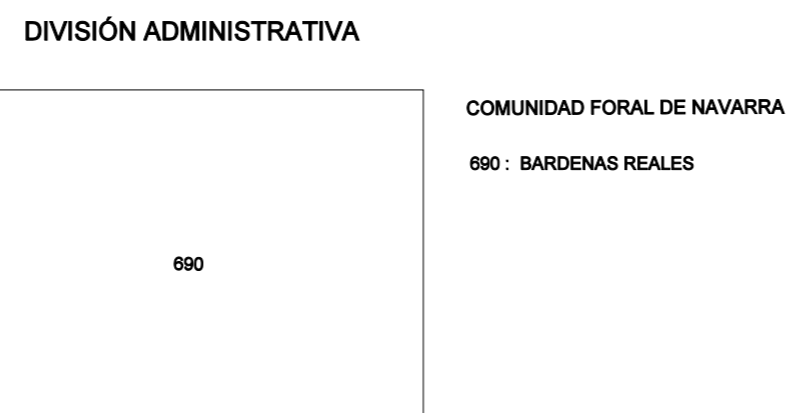 DIVISIÓN ADMINISTRATIVA
COMUNIDAD FORAL DE NAVARRA
690 : BARDENAS REALES
690